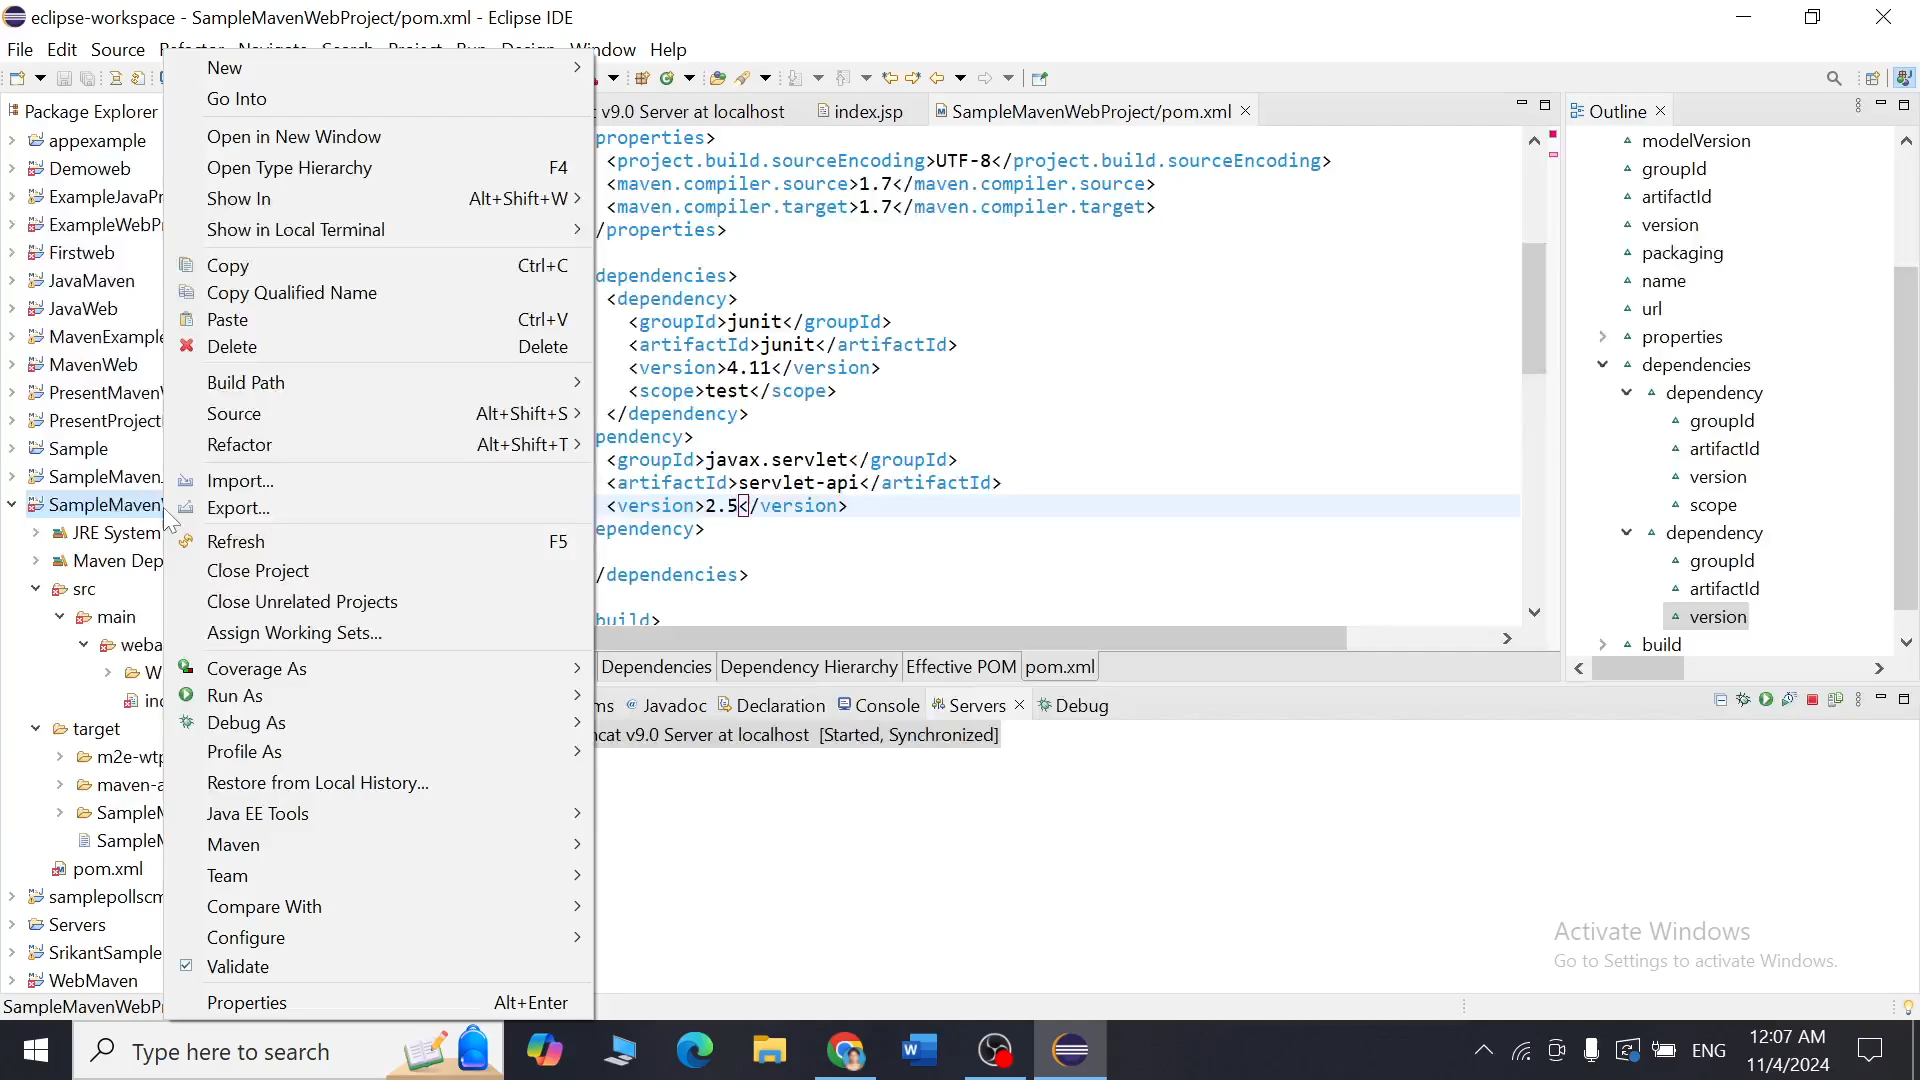 eclipse-workspace - SampleMavenWebProject/pom.xml - Eclipse IDE
File Edit Source Refactor Navigate Search Project Run Design Window Help
Package Explorer
appexample
Demoweb
ExampleJavaPr
ExampleWebPr
Firstweb
JavaMaven
JavaWeb
MavenExample
MavenWeb
PresentMavenW
PresentProject
Sample
SampleMaven
SampleMaven
JRE System
Maven Dep
src
main
weba
W
ind
target
m2e-wtp
maven-a
SampleM
SampleM
pom.xml
samplepollscm
Servers
SrikantSample
WebMaven
SampleMavenWebPr
New
Go Into
Open in New Window
Open Type Hierarchy F4
Show In Alt+Shift+W
Show in Local Terminal
Copy Ctrl+C
Copy Qualified Name
Paste Ctrl+V
Delete Delete
Build Path
Source Alt+Shift+S
Refactor Alt+Shift+T
Import...
Export...
Refresh F5
Close Project
Close Unrelated Projects
Assign Working Sets...
Coverage As
Run As
Debug As
Profile As
Restore from Local History...
Java EE Tools
Maven
Team
Compare With
Configure
Validate
Properties Alt+Enter
t v9.0 Server at localhost index.jsp SampleMavenWebProject/pom.xml
properties>
<project.build.sourceEncoding>UTF-8</project.build.sourceEncoding>
<maven.compiler.source>1.7</maven.compiler.source>
<maven.compiler.target>1.7</maven.compiler.target>
/properties>
dependencies>
<dependency>
<groupId>junit</groupId>
<artifactId>junit</artifactId>
<version>4.11</version>
<scope>test</scope>
</dependency>
pendency>
<groupId>javax.servlet</groupId>
<artifactId>servlet-api</artifactId>
<version>2.5</version>
ependency>
/dependencies>
build>
Dependencies Dependency Hierarchy Effective POM pom.xml
ms Javadoc Declaration Console Servers Debug
cat v9.0 Server at localhost [Started, Synchronized]
Outline
modelVersion
groupId
artifactId
version
packaging
name
url
properties
dependencies
dependency
groupId
artifactId
version
scope
dependency
groupId
artifactId
version
build
Activate Windows
Go to Settings to activate Windows.
Type here to search
ENG
12:07 AM
11/4/2024